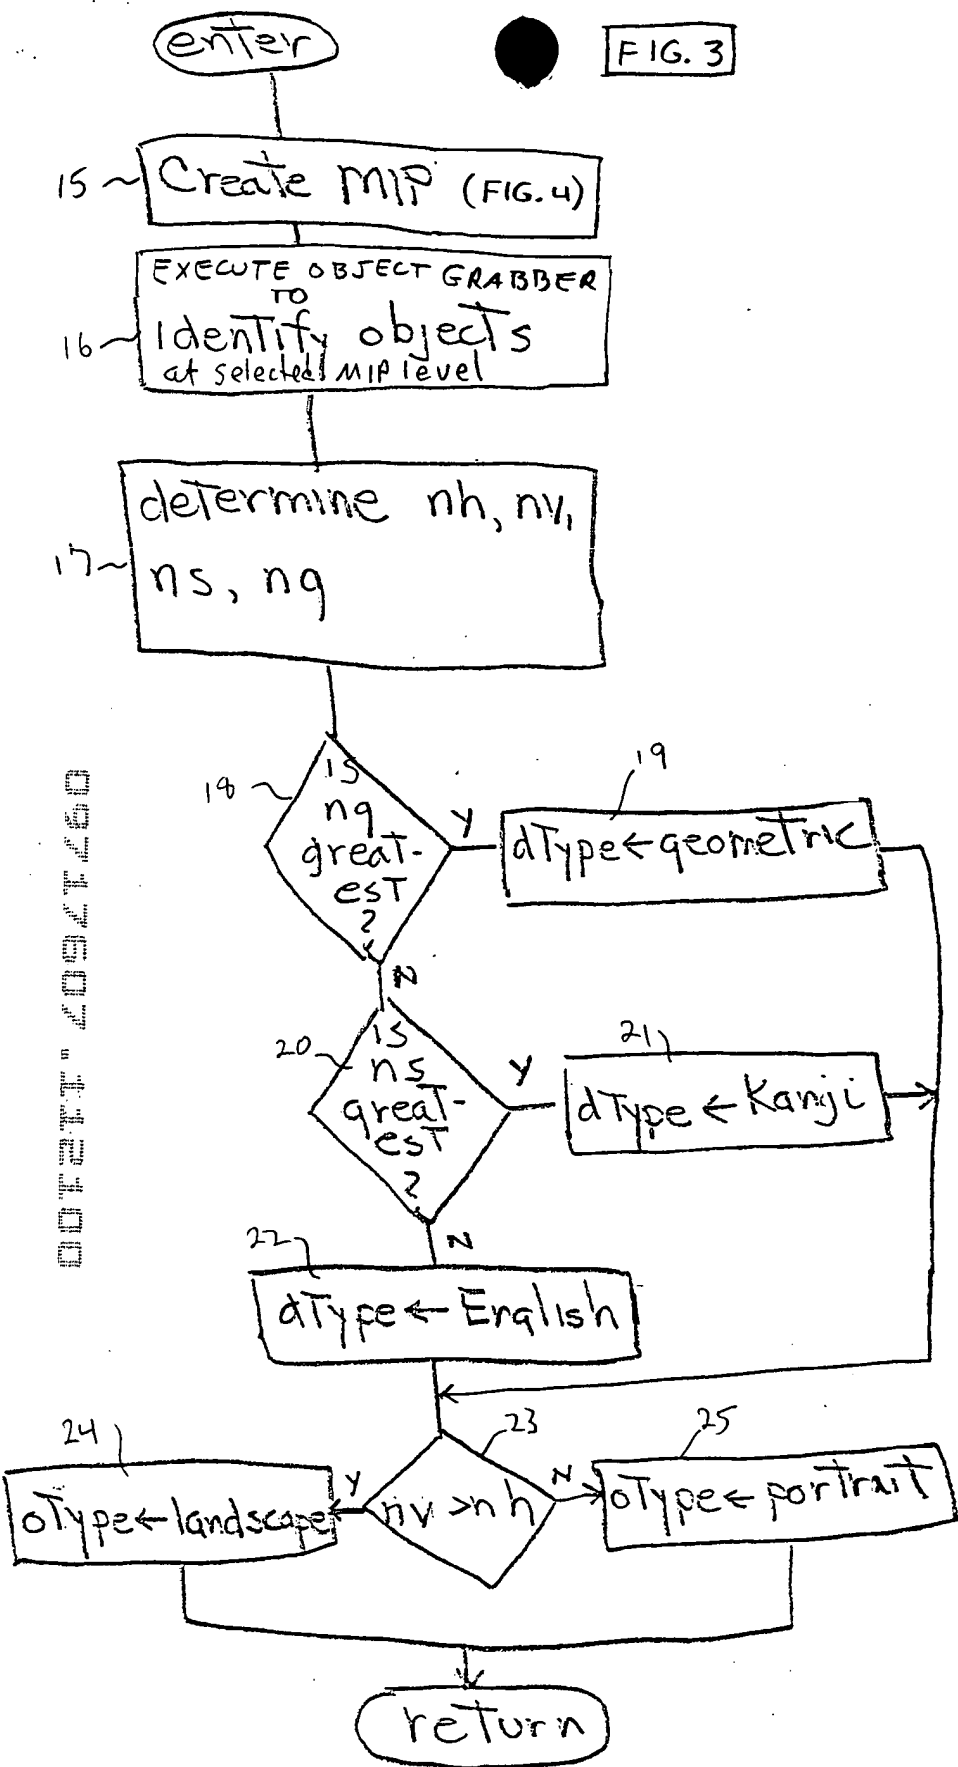 enter
FIG. 3
15
Create MIP (FIG. 4)
EXECUTE OBJECT GRABBER
TO
Identify objects
at selected MIP level
16
determine nh, nv,
ns, ng
17
18
is
ng
great-
est
?
Y
19
dType←geometric
N
20
is
ns
great-
est
?
Y
21
dType ← Kanji
N
22
dType ← English
23
nv >nh
Y
24
oType←landscape
N
25
oType←portrait
return
09717607.112100